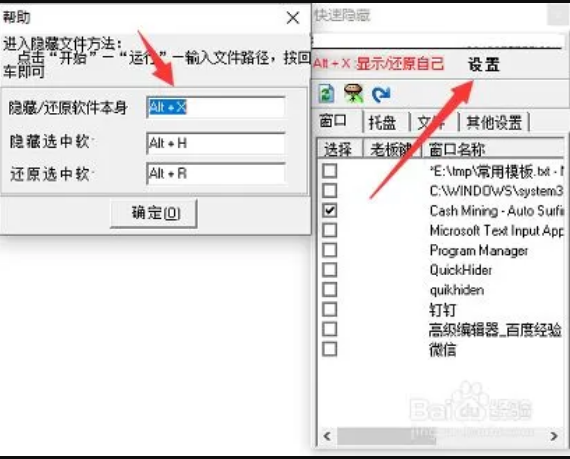 帮助
进入隐藏文件方法:
点击“开始”—“运行”—输入文件路径，按回
车即可
隐藏/还原软件本身
Alt + X
隐藏选中软
Alt + H
还原选中软
Alt + R
确定(O)
快速隐藏
Alt + X :显示/还原自己
设置
窗口
托盘
文件
其他设置
选择
老板键
窗口名称
*E:\tmp\常用模板.txt - N
C:\WINDOWS\system3
Cash Mining - Auto Surfi
Microsoft Text Input App
Program Manager
QuickHider
quikhiden
钉钉
高级编辑器_百度经验
微信
Baidu 经验